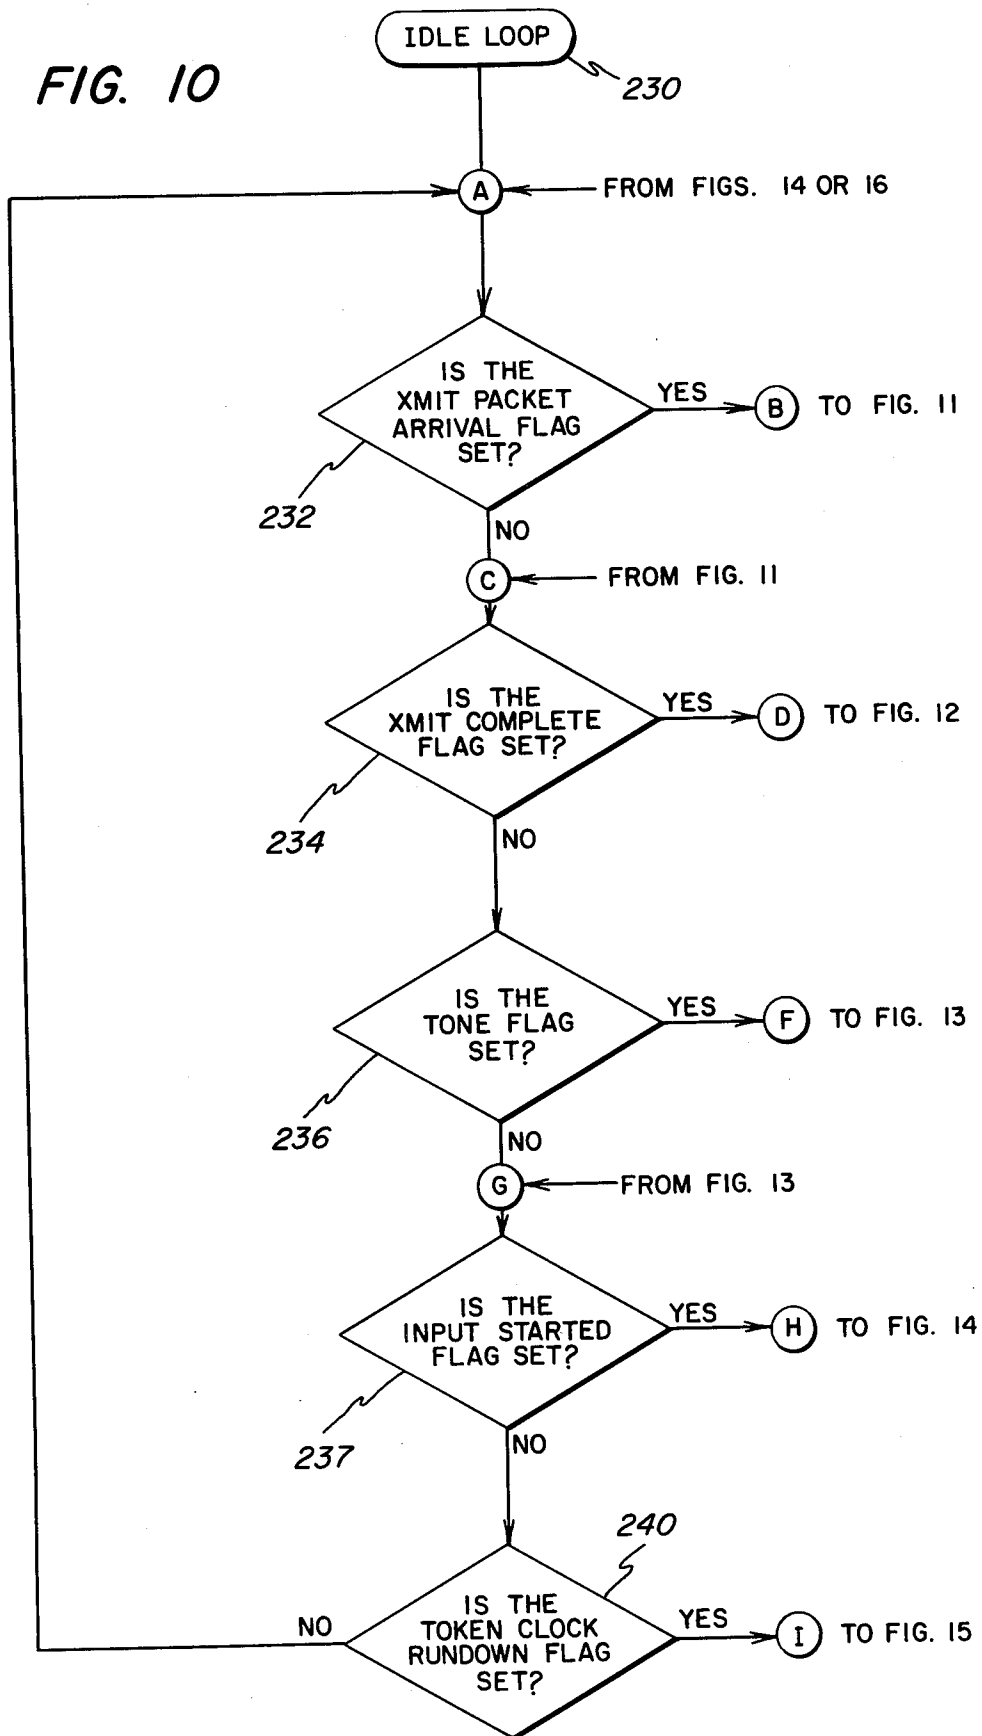 IDLE LOOP
FIG. 10
230
A
FROM FIGS. 14 OR 16
IS THE
XMIT PACKET
ARRIVAL FLAG
SET?
YES
B
TO FIG. 11
232
NO
C
FROM FIG. 11
IS THE
XMIT COMPLETE
FLAG SET?
YES
D
TO FIG. 12
234
NO
IS THE
TONE FLAG
SET?
YES
F
TO FIG. 13
236
NO
G
FROM FIG. 13
IS THE
INPUT STARTED
FLAG SET?
YES
H
TO FIG. 14
237
NO
240
IS THE
TOKEN CLOCK
RUNDOWN FLAG
SET?
NO
YES
I
TO FIG. 15